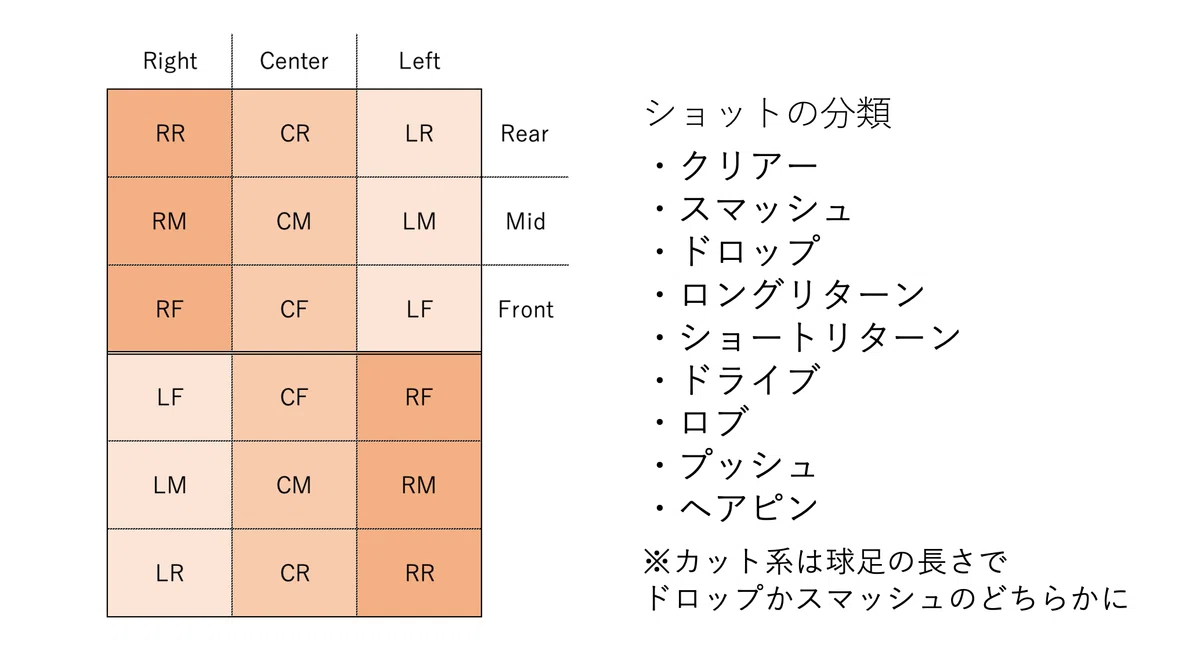 Right Center Left
RR CR LR Rear
RM CM LM Mid
RF CF LF Front
LF CF RF
LM CM RM
LR CR RR
ショットの分類
・クリアー
・スマッシュ
・ドロップ
・ロングリターン
・ショートリターン
・ドライブ
・ロブ
・プッシュ
・ヘアピン
※カット系は球足の長さで
ドロップかスマッシュのどちらかに